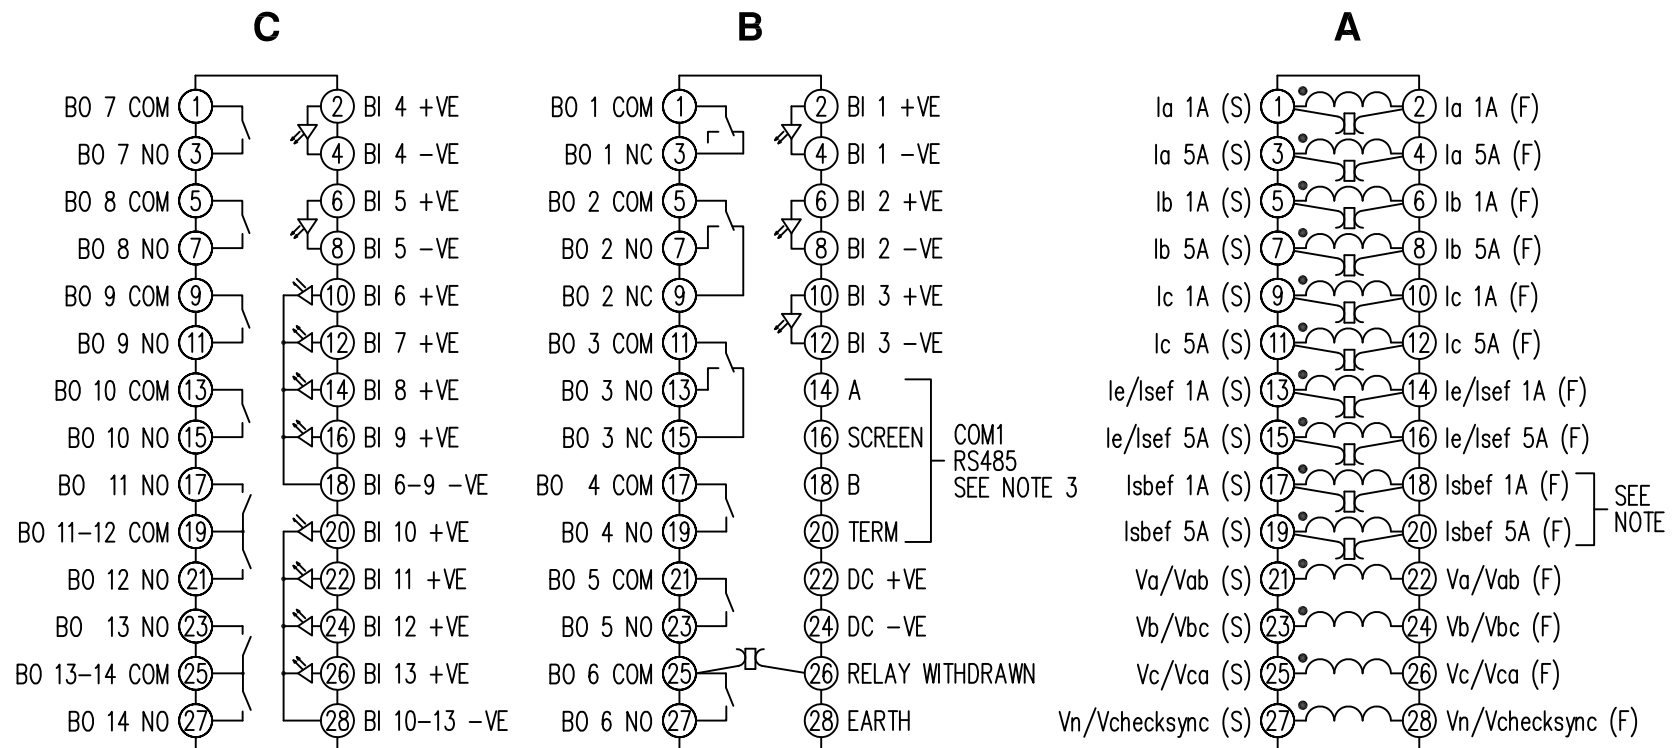 C
BO 7 COM 1 2 BI 4 +VE
BO 7 NO 3 4 BI 4 -VE
BO 8 COM 5 6 BI 5 +VE
BO 8 NO 7 8 BI 5 -VE
BO 9 COM 9 10 BI 6 +VE
BO 9 NO 11 12 BI 7 +VE
BO 10 COM 13 14 BI 8 +VE
BO 10 NO 15 16 BI 9 +VE
BO 11 NO 17 18 BI 6-9 -VE
BO 11-12 COM 19 20 BI 10 +VE
BO 12 NO 21 22 BI 11 +VE
BO 13 NO 23 24 BI 12 +VE
BO 13-14 COM 25 26 BI 13 +VE
BO 14 NO 27 28 BI 10-13 -VE
B
BO 1 COM 1 2 BI 1 +VE
BO 1 NC 3 4 BI 1 -VE
BO 2 COM 5 6 BI 2 +VE
BO 2 NO 7 8 BI 2 -VE
BO 2 NC 9 10 BI 3 +VE
BO 3 COM 11 12 BI 3 -VE
BO 3 NO 13 14 A
BO 3 NC 15 16 SCREEN
BO 4 COM 17 18 B
BO 4 NO 19 20 TERM
BO 5 COM 21 22 DC +VE
BO 5 NO 23 24 DC -VE
BO 6 COM 25 26 RELAY WITHDRAWN
BO 6 NO 27 28 EARTH
COM1
RS485
SEE NOTE 3
A
Ia 1A (S) 1 2 Ia 1A (F)
Ia 5A (S) 3 4 Ia 5A (F)
Ib 1A (S) 5 6 Ib 1A (F)
Ib 5A (S) 7 8 Ib 5A (F)
Ic 1A (S) 9 10 Ic 1A (F)
Ic 5A (S) 11 12 Ic 5A (F)
Ie/Isef 1A (S) 13 14 Ie/Isef 1A (F)
Ie/Isef 5A (S) 15 16 Ie/Isef 5A (F)
Isbef 1A (S) 17 18 Isbef 1A (F)
Isbef 5A (S) 19 20 Isbef 5A (F)
Va/Vab (S) 21 22 Va/Vab (F)
Vb/Vbc (S) 23 24 Vb/Vbc (F)
Vc/Vca (S) 25 26 Vc/Vca (F)
Vn/Vchecksync (S) 27 28 Vn/Vchecksync (F)
SEE
NOTE